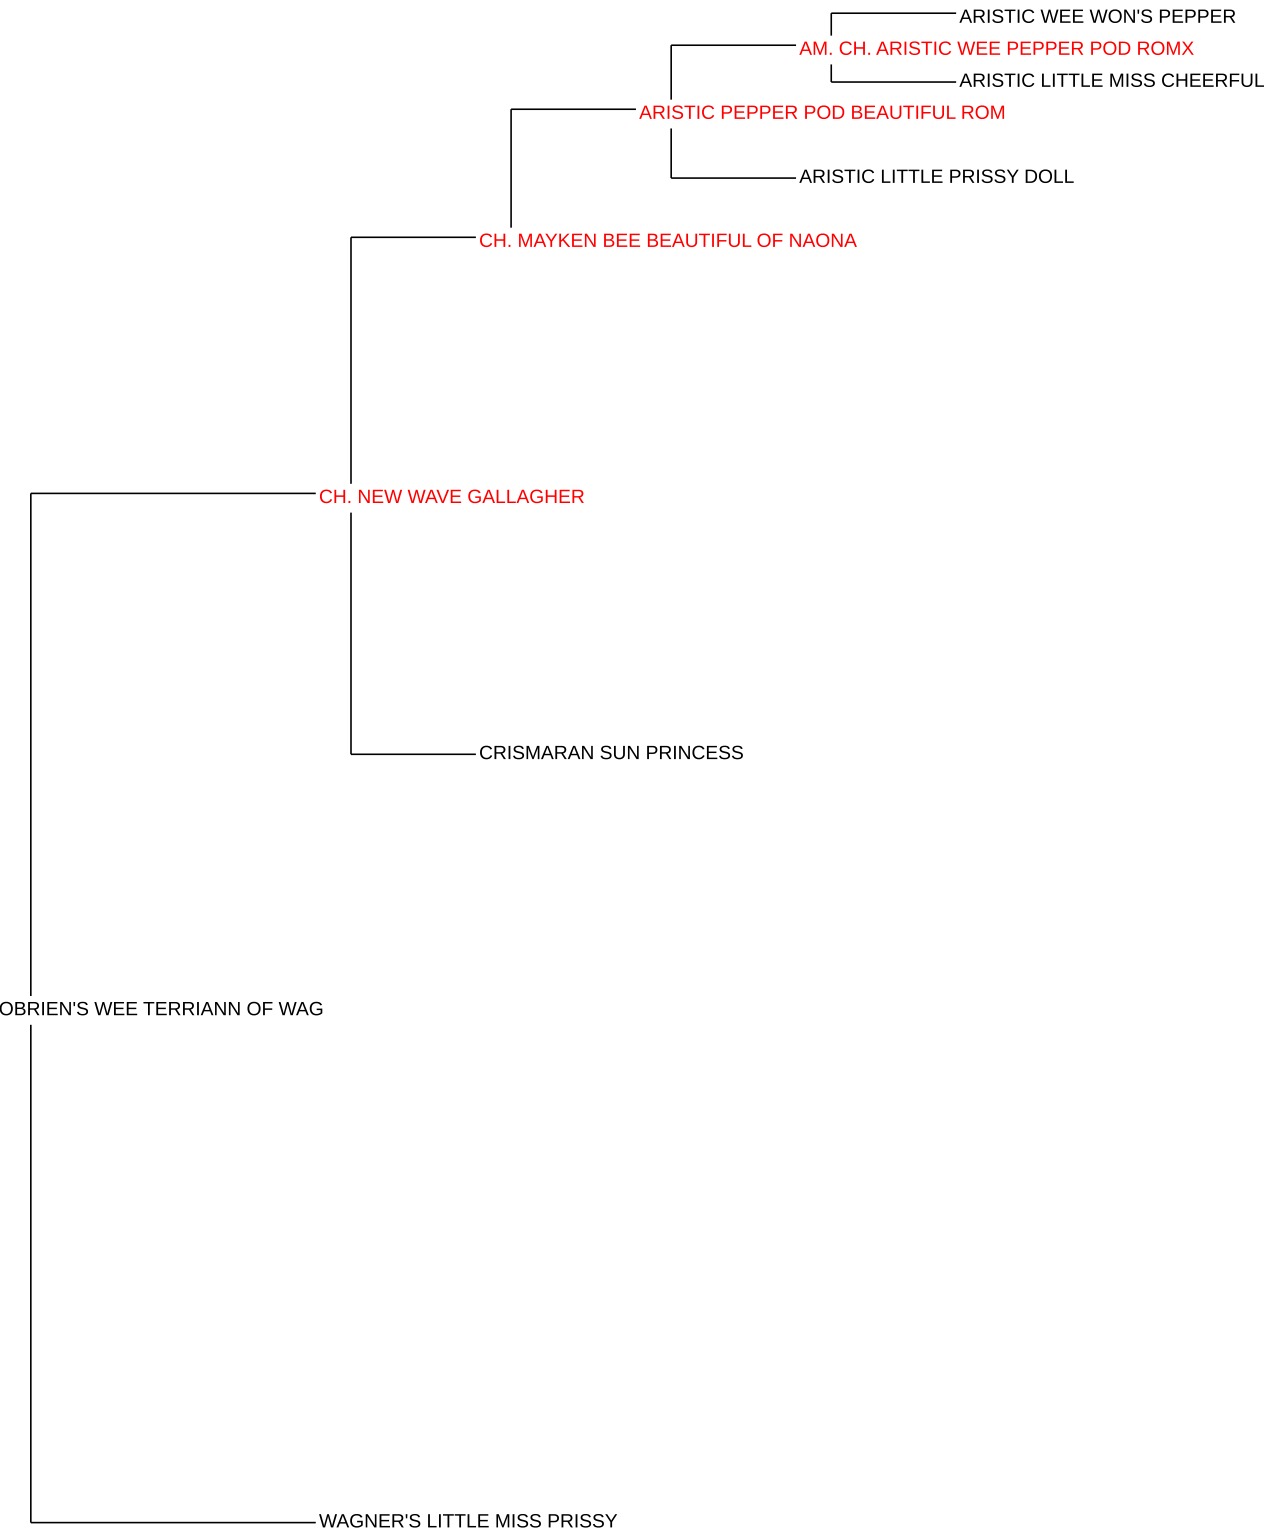 ARISTIC WEE WON'S PEPPER
AM. CH. ARISTIC WEE PEPPER POD ROMX
ARISTIC LITTLE MISS CHEERFUL
ARISTIC PEPPER POD BEAUTIFUL ROM
ARISTIC LITTLE PRISSY DOLL
CH. MAYKEN BEE BEAUTIFUL OF NAONA
CH. NEW WAVE GALLAGHER
CRISMARAN SUN PRINCESS
OBRIEN'S WEE TERRIANN OF WAG
WAGNER'S LITTLE MISS PRISSY